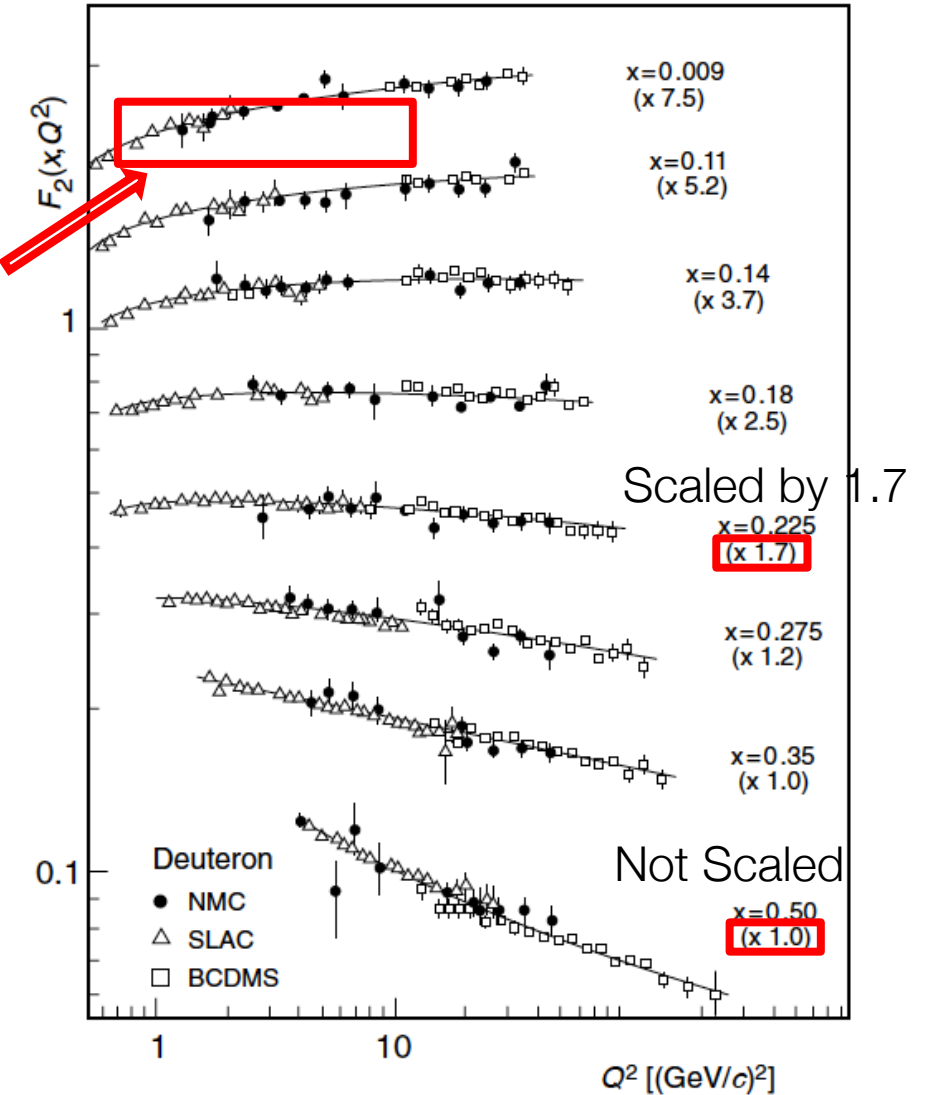 F₂(x,Q²)
x=0.009
(x 7.5)
x=0.11
(x 5.2)
x=0.14
(x 3.7)
1
x=0.18
(x 2.5)
Scaled by 1.7
x=0.225
(x 1.7)
x=0.275
(x 1.2)
x=0.35
(x 1.0)
Not Scaled
0.1
x=0.50
(x 1.0)
Deuteron
NMC
SLAC
BCDMS
1 10
Q² [(GeV/c)²]